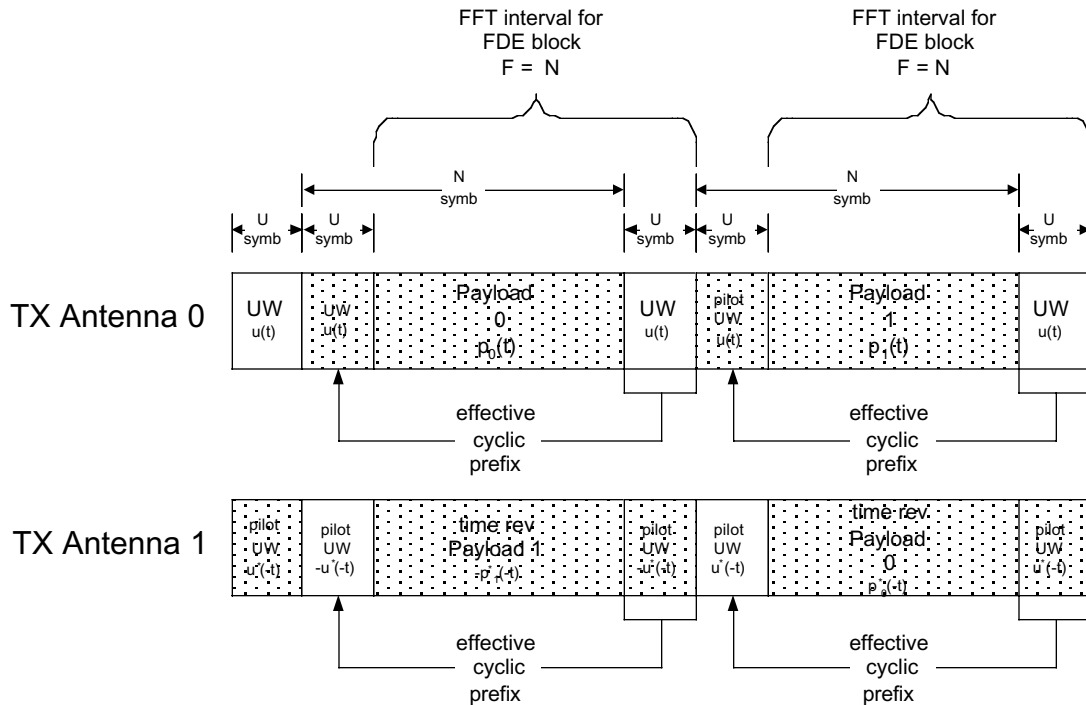 FFT interval for
FDE block
F = N
FFT interval for
FDE block
F = N
N
symb
N
symb
U
symb
U
symb
U
symb
U
symb
U
symb
TX Antenna 0
UW
u(t)
UW
u(t)
Payload
0
p₀(t)
UW
u(t)
pilot
UW
u(t)
Payload
1
p₁(t)
UW
u(t)
effective
cyclic
prefix
effective
cyclic
prefix
TX Antenna 1
pilot
UW
u*(-t)
pilot
UW
-u*(-t)
time rev
Payload 1
-p*₁(-t)
pilot
UW
-u*(-t)
pilot
UW
u*(-t)
time rev
Payload
0
p*₀(-t)
pilot
UW
u*(-t)
effective
cyclic
prefix
effective
cyclic
prefix